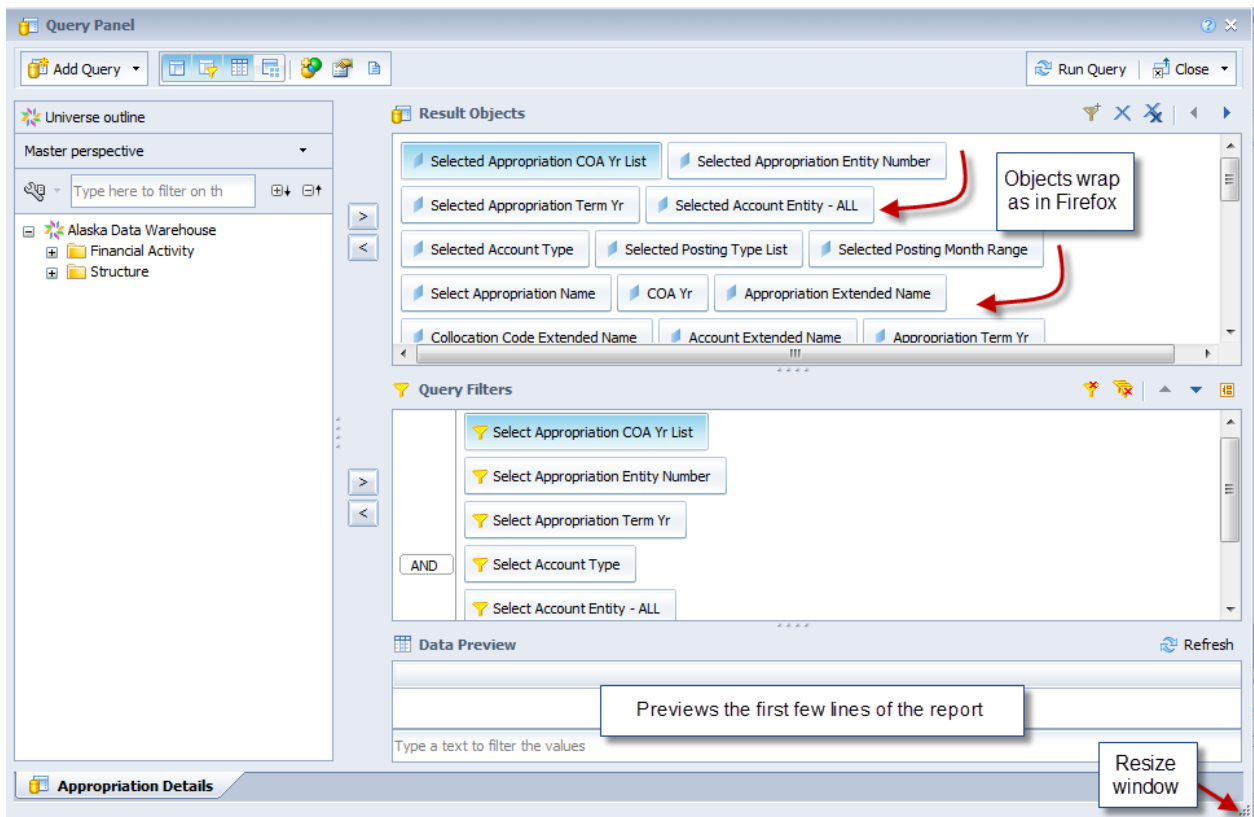 Query Panel
Add Query
Run Query
Close
Universe outline
Master perspective
Type here to filter on th
Alaska Data Warehouse
Financial Activity
Structure
>
<
>
<
Result Objects
Selected Appropriation COA Yr List
Selected Appropriation Entity Number
Selected Appropriation Term Yr
Selected Account Entity - ALL
Selected Account Type
Selected Posting Type List
Selected Posting Month Range
Select Appropriation Name
COA Yr
Appropriation Extended Name
Collocation Code Extended Name
Account Extended Name
Appropriation Term Yr
Objects wrap
as in Firefox
Query Filters
AND
Select Appropriation COA Yr List
Select Appropriation Entity Number
Select Appropriation Term Yr
Select Account Type
Select Account Entity - ALL
Data Preview
Refresh
Previews the first few lines of the report
Type a text to filter the values
Resize
window
Appropriation Details